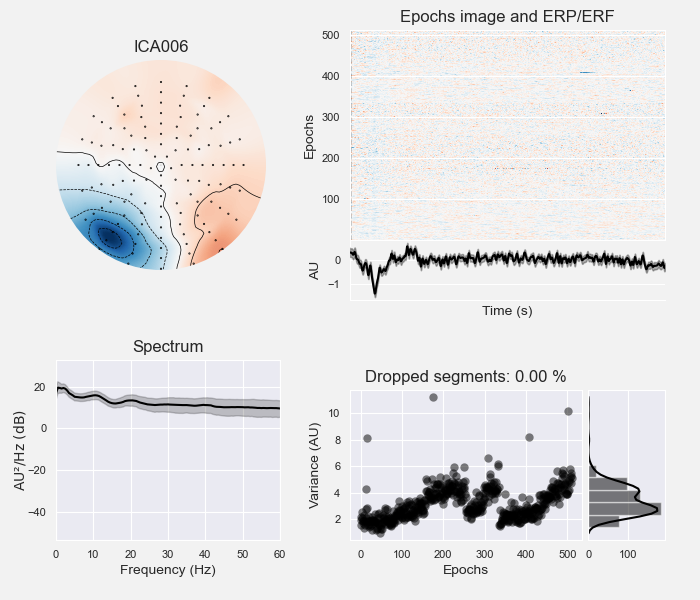 ICA006
Epochs image and ERP/ERF
Epochs
500
400
300
200
100
AU
0
−1
Time (s)
Spectrum
AU²/Hz (dB)
20
0
−20
−40
0 10 20 30 40 50 60
Frequency (Hz)
Dropped segments: 0.00 %
Variance (AU)
10
8
6
4
2
0 100 200 300 400 500
Epochs
0 100